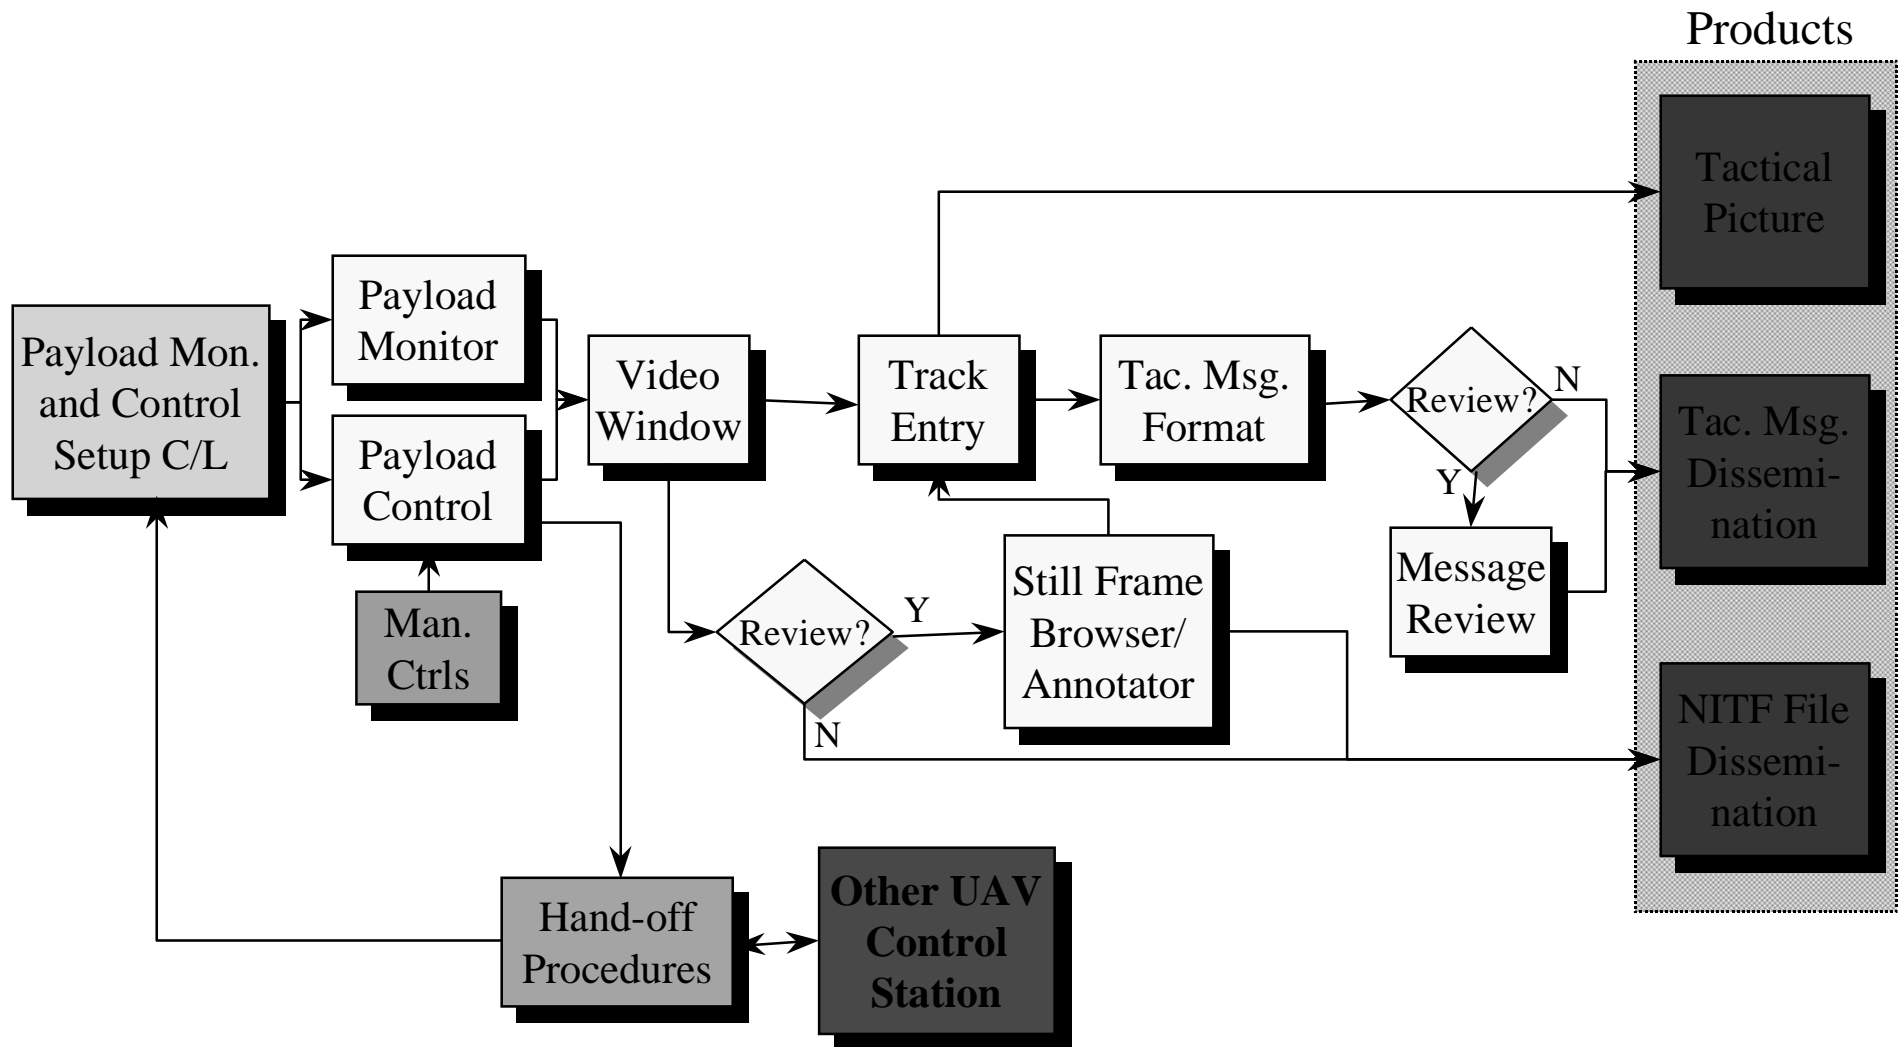 Products
Tactical
Picture
Payload
Monitor
Payload Mon.
and Control
Setup C/L
Payload
Control
Video
Window
Track
Entry
Tac. Msg.
Format
Review?
N
Y
Tac. Msg.
Dissemi-
nation
Message
Review
Man.
Ctrls
Review?
Y
N
Still Frame
Browser/
Annotator
NITF File
Dissemi-
nation
Hand-off
Procedures
Other UAV
Control
Station